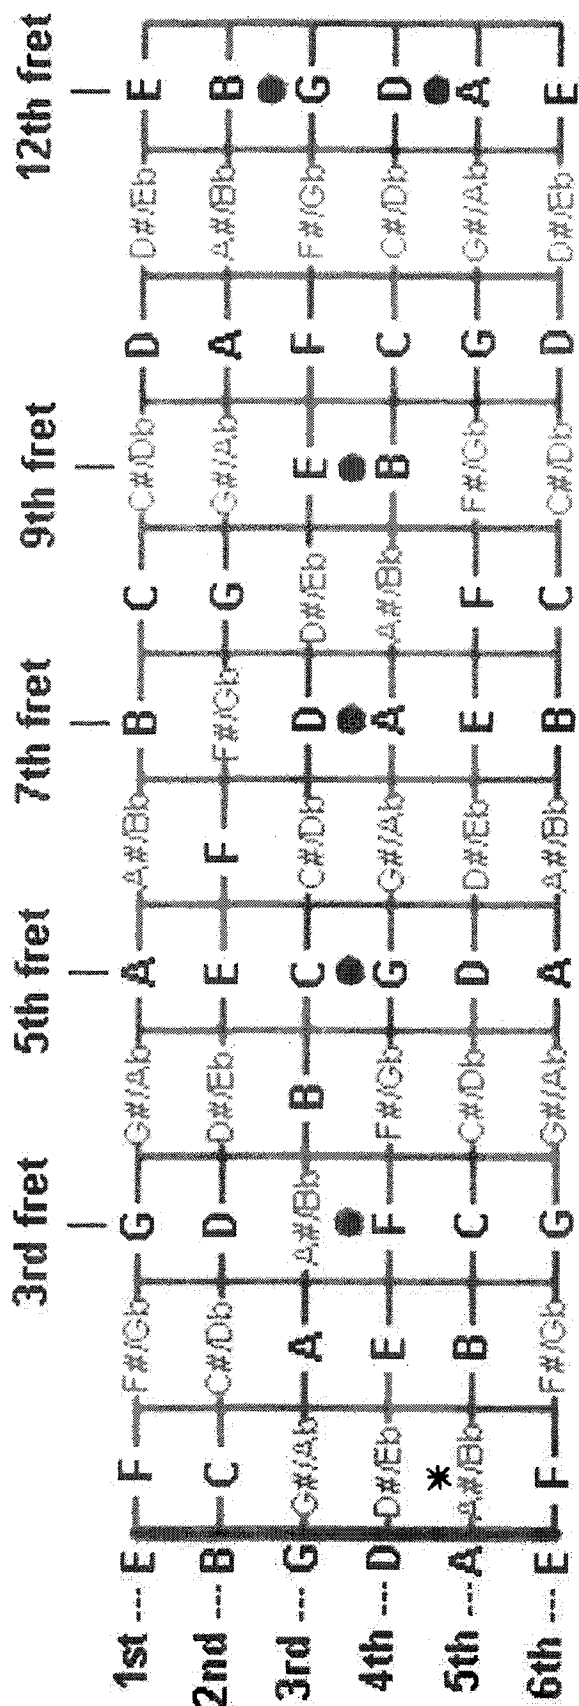 3rd fret 5th fret 7th fret 9th fret 12th fret
1st --- E F F#/Gb G G#/Ab A A#/Bb B C C#/Db D D#/Eb E
2nd --- B C C#/Db D D#/Eb E F F#/Gb G G#/Ab A A#/Bb B
3rd --- G G#/Ab A A#/Bb B C C#/Db D D#/Eb E F F#/Gb G
4th --- D D#/Eb E F F#/Gb G G#/Ab A A#/Bb B C C#/Db D
*
5th --- A A#/Bb B C C#/Db D D#/Eb E F F#/Gb G G#/Ab A
6th --- E F F#/Gb G G#/Ab A A#/Bb B C C#/Db D D#/Eb E